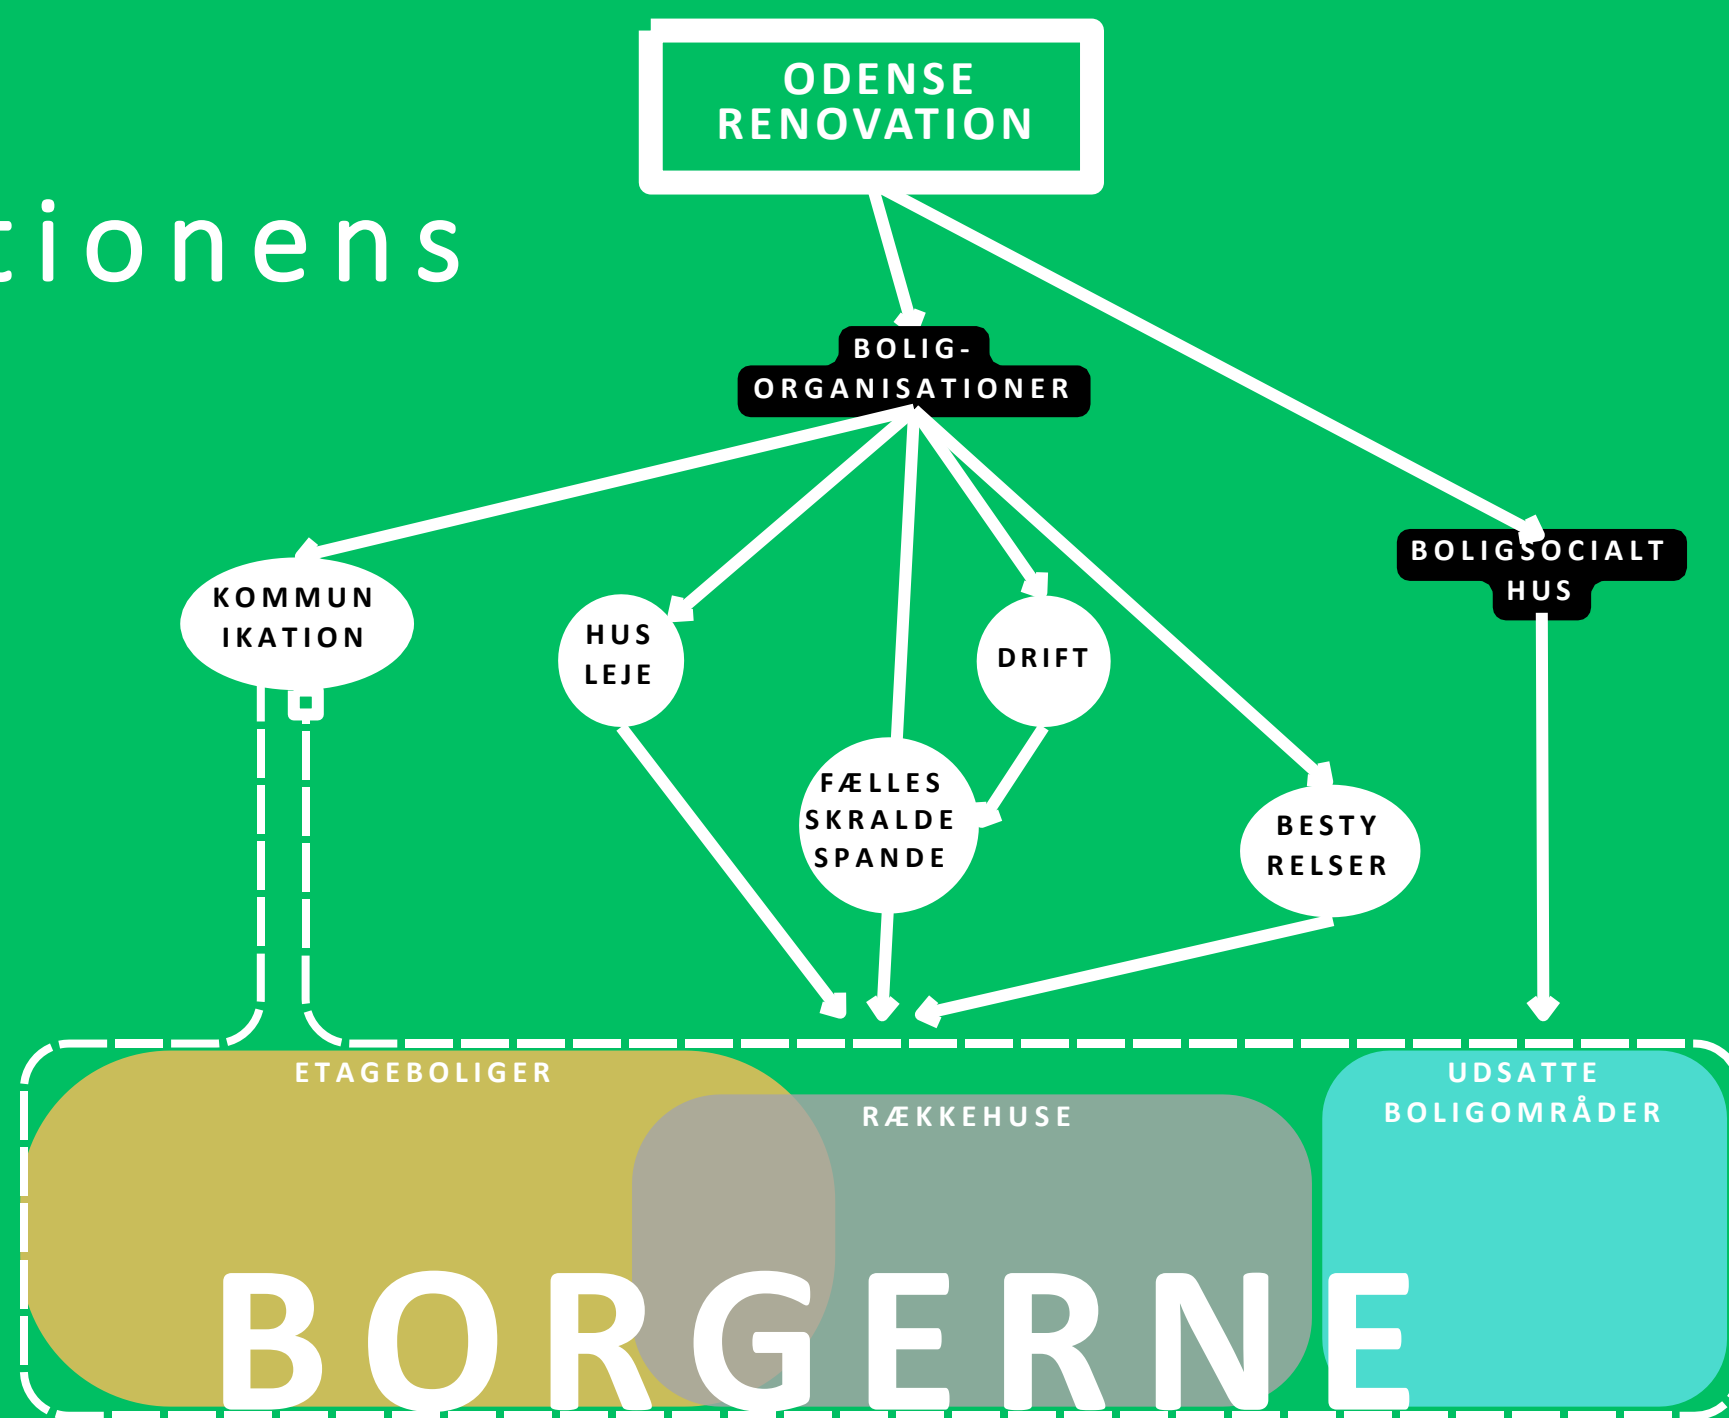 ODENSE
RENOVATION
tionens
BOLIG-
ORGANISATIONER
BOLIGSOCIALT
HUS
KOMMUN
IKATION
HUS
LEJE
DRIFT
FÆLLES
SKRALDE
SPANDE
BESTY
RELSER
ETAGEBOLIGER
RÆKKEHUSE
UDSATTE
BOLIGOMRÅDER
BORGERNE